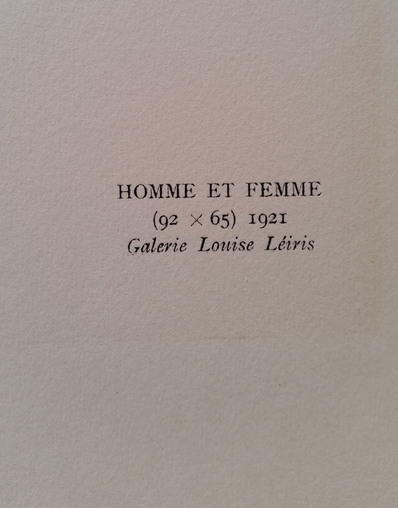 HOMME ET FEMME
(92 × 65) 1921
Galerie Louise Léiris